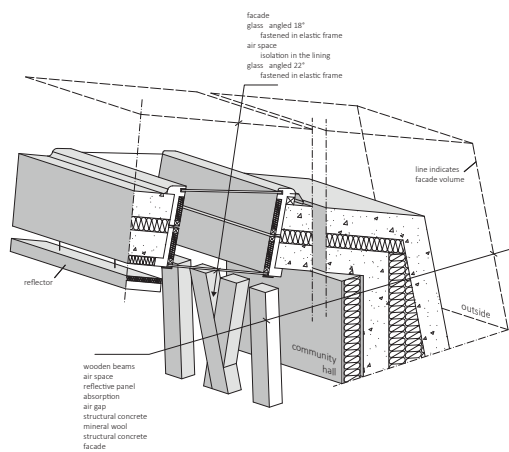 facade
glass angled 18°
fastened in elastic frame
air space
isolation in the lining
glass angled 22°
fastened in elastic frame
line indicates
facade volume
reflector
outside
community
hall
wooden beams
air space
reflective panel
absorption
air gap
structural concrete
mineral wool
structural concrete
facade